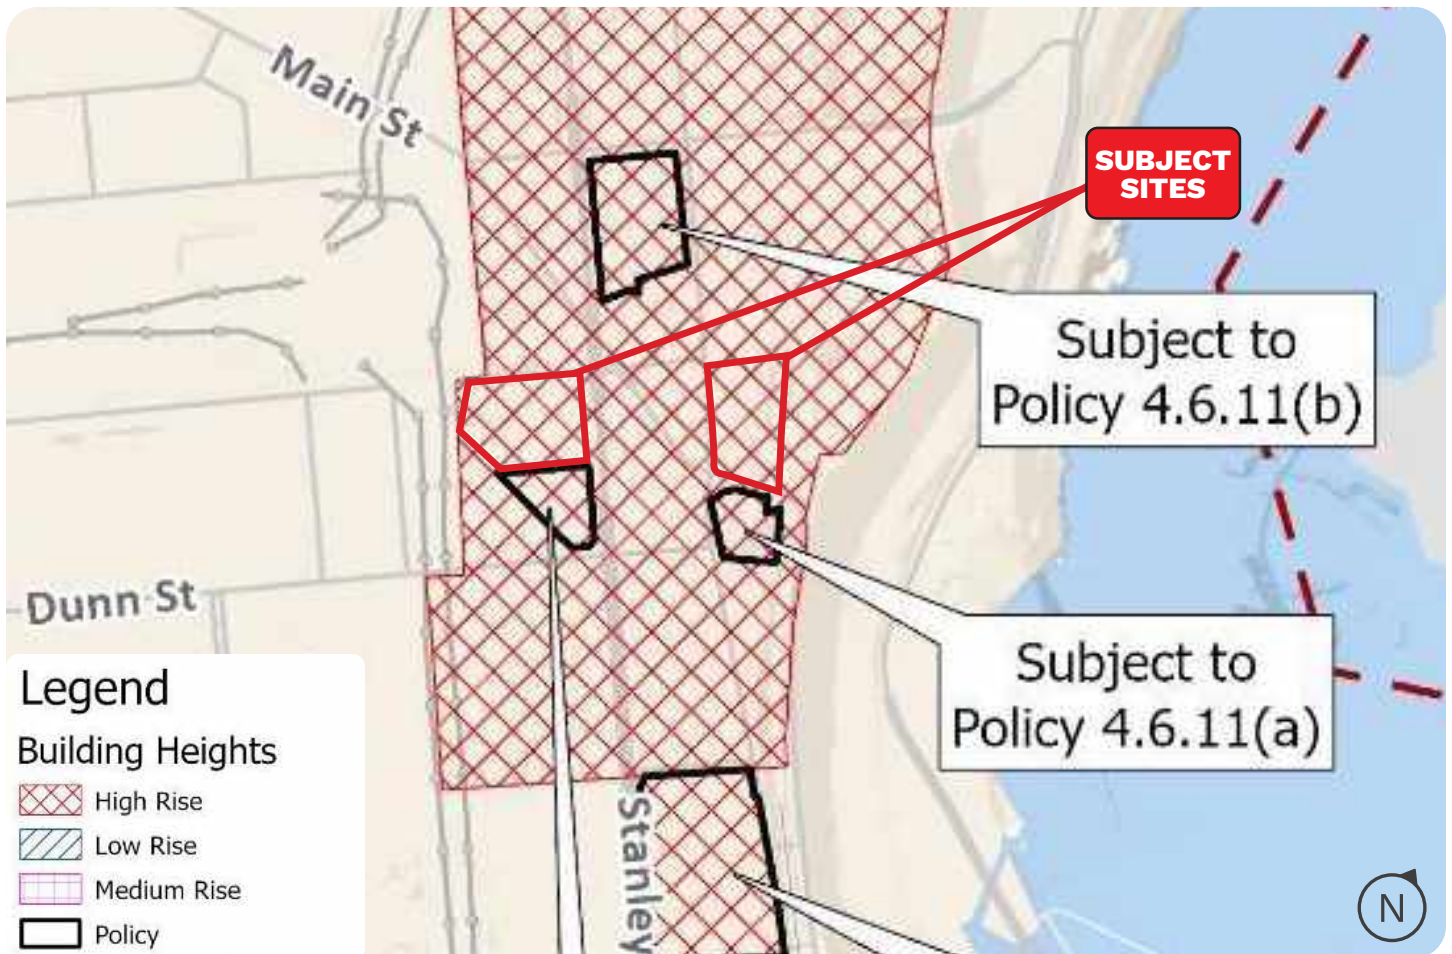 Main St
SUBJECT
SITES
Subject to
Policy 4.6.11(b)
Dunn St
Subject to
Policy 4.6.11(a)
Legend
Building Heights
High Rise
Low Rise
Medium Rise
Policy
Stanley
N